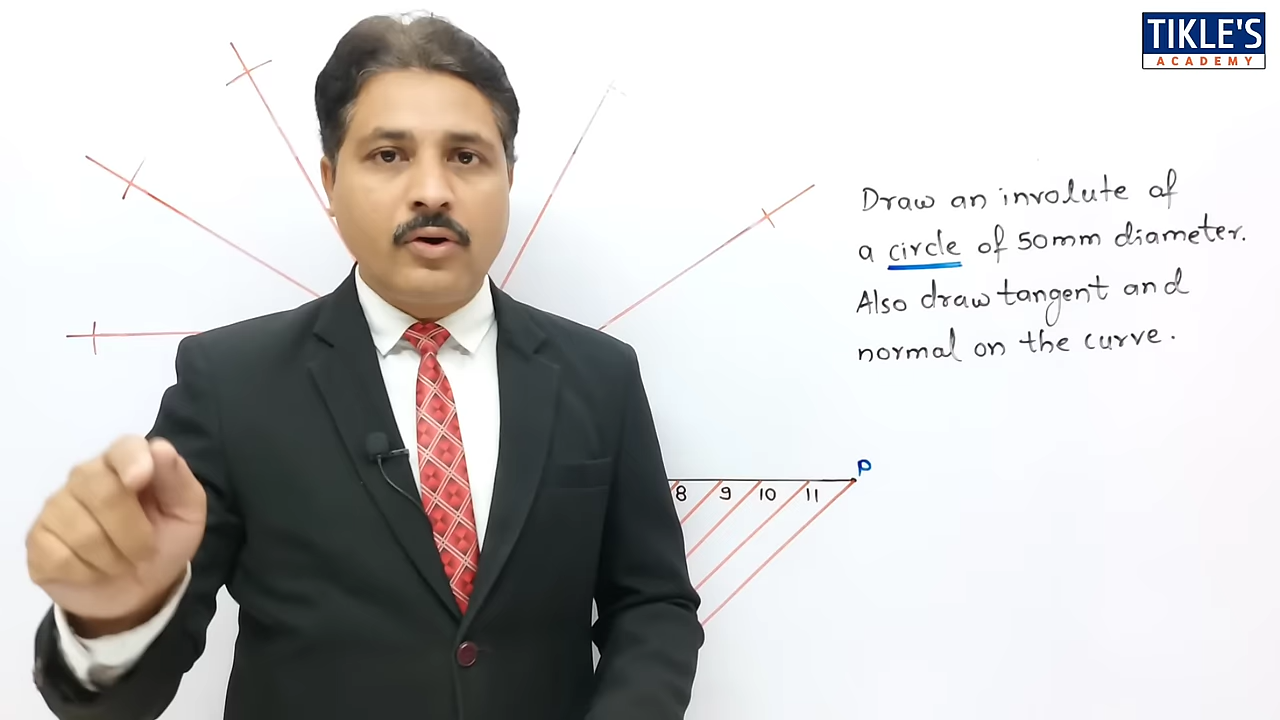 TIKLE'S
ACADEMY
Draw an involute of
a circle of 50mm diameter.
Also draw tangent and
normal on the curve.
P
8 9 10 11